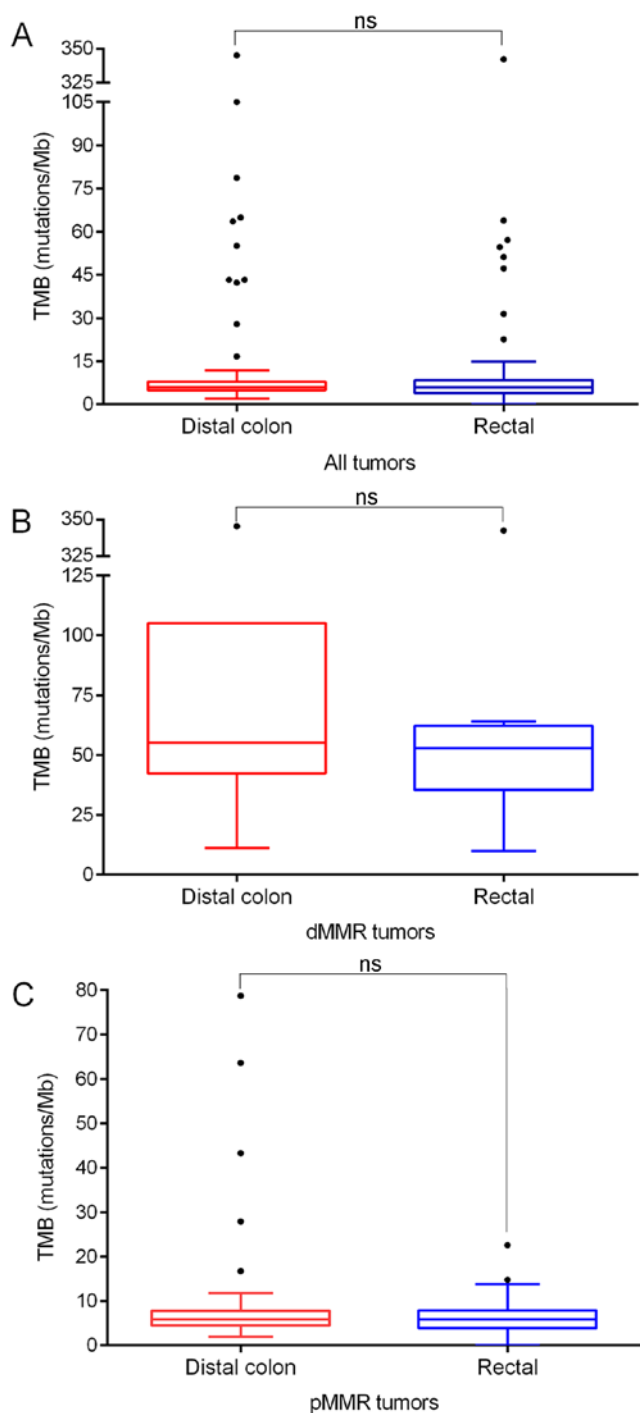 A
ns
350
325
105
90
75
60
45
30
15
0
TMB (mutations/Mb)
Distal colon
Rectal
All tumors
B
ns
350
325
125
100
75
50
25
0
TMB (mutations/Mb)
Distal colon
Rectal
dMMR tumors
C
ns
80
70
60
50
40
30
20
10
0
TMB (mutations/Mb)
Distal colon
Rectal
pMMR tumors